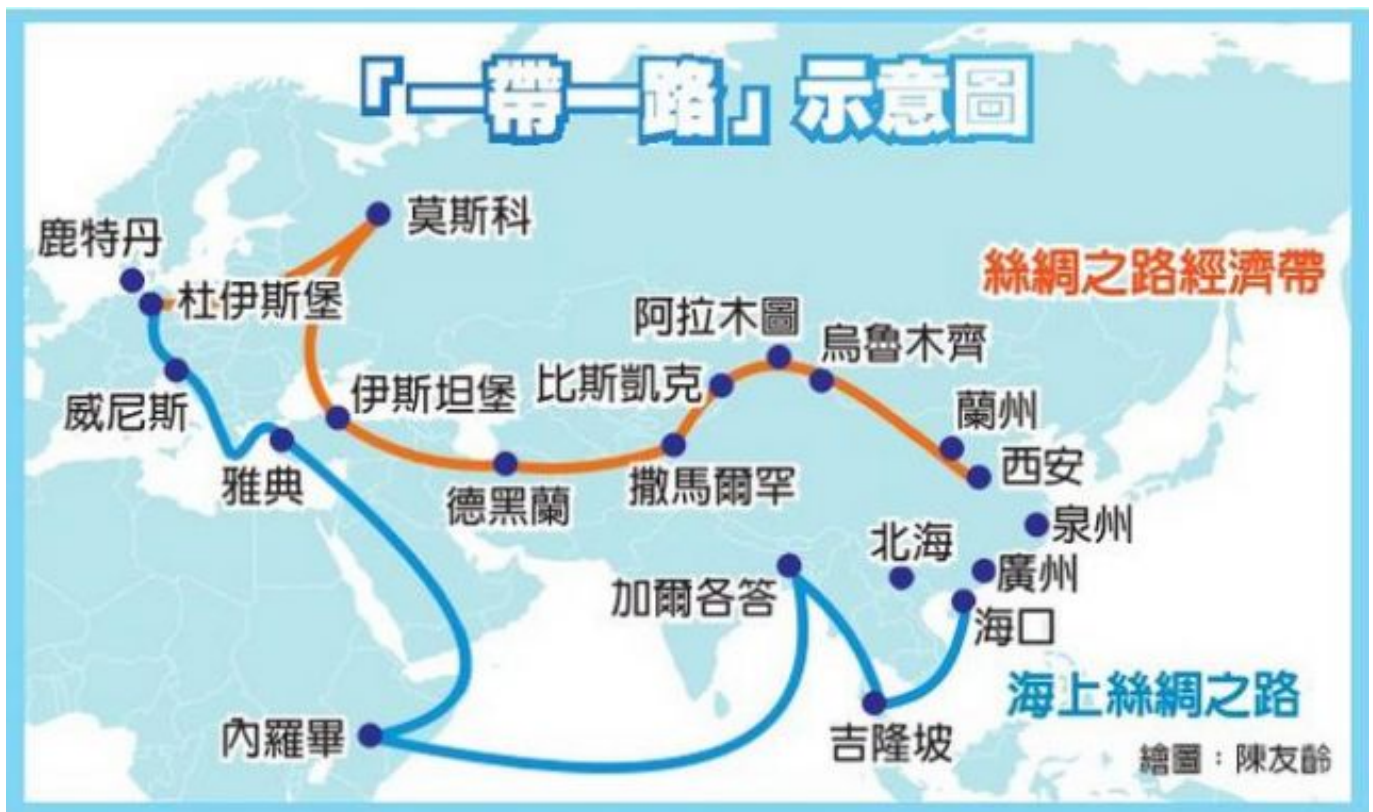 「一帶一路」示意圖
莫斯科
鹿特丹
杜伊斯堡
絲綢之路經濟帶
阿拉木圖
烏魯木齊
比斯凱克
伊斯坦堡
威尼斯
蘭州
西安
雅典
德黑蘭
撒馬爾罕
泉州
北海
廣州
加爾各答
海口
海上絲綢之路
內羅畢
吉隆坡
繪圖：陳友齡